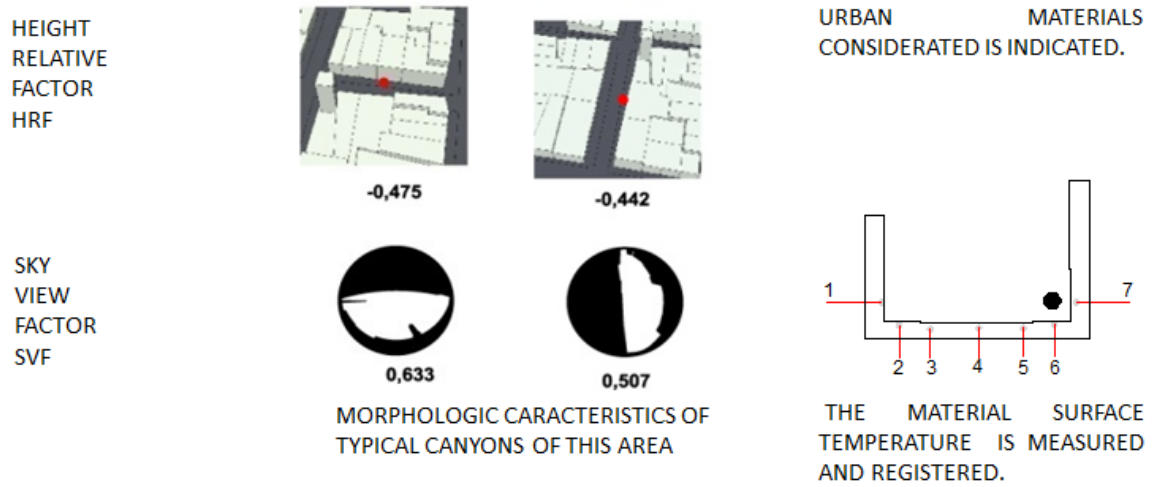 HEIGHT
RELATIVE
FACTOR
HRF
-0,475
-0,442
URBAN MATERIALS
CONSIDERATED IS INDICATED.
SKY
VIEW
FACTOR
SVF
0,633
0,507
MORPHOLOGIC CARACTERISTICS OF
TYPICAL CANYONS OF THIS AREA
1
7
2 3 4 5 6
THE MATERIAL SURFACE
TEMPERATURE IS MEASURED
AND REGISTERED.